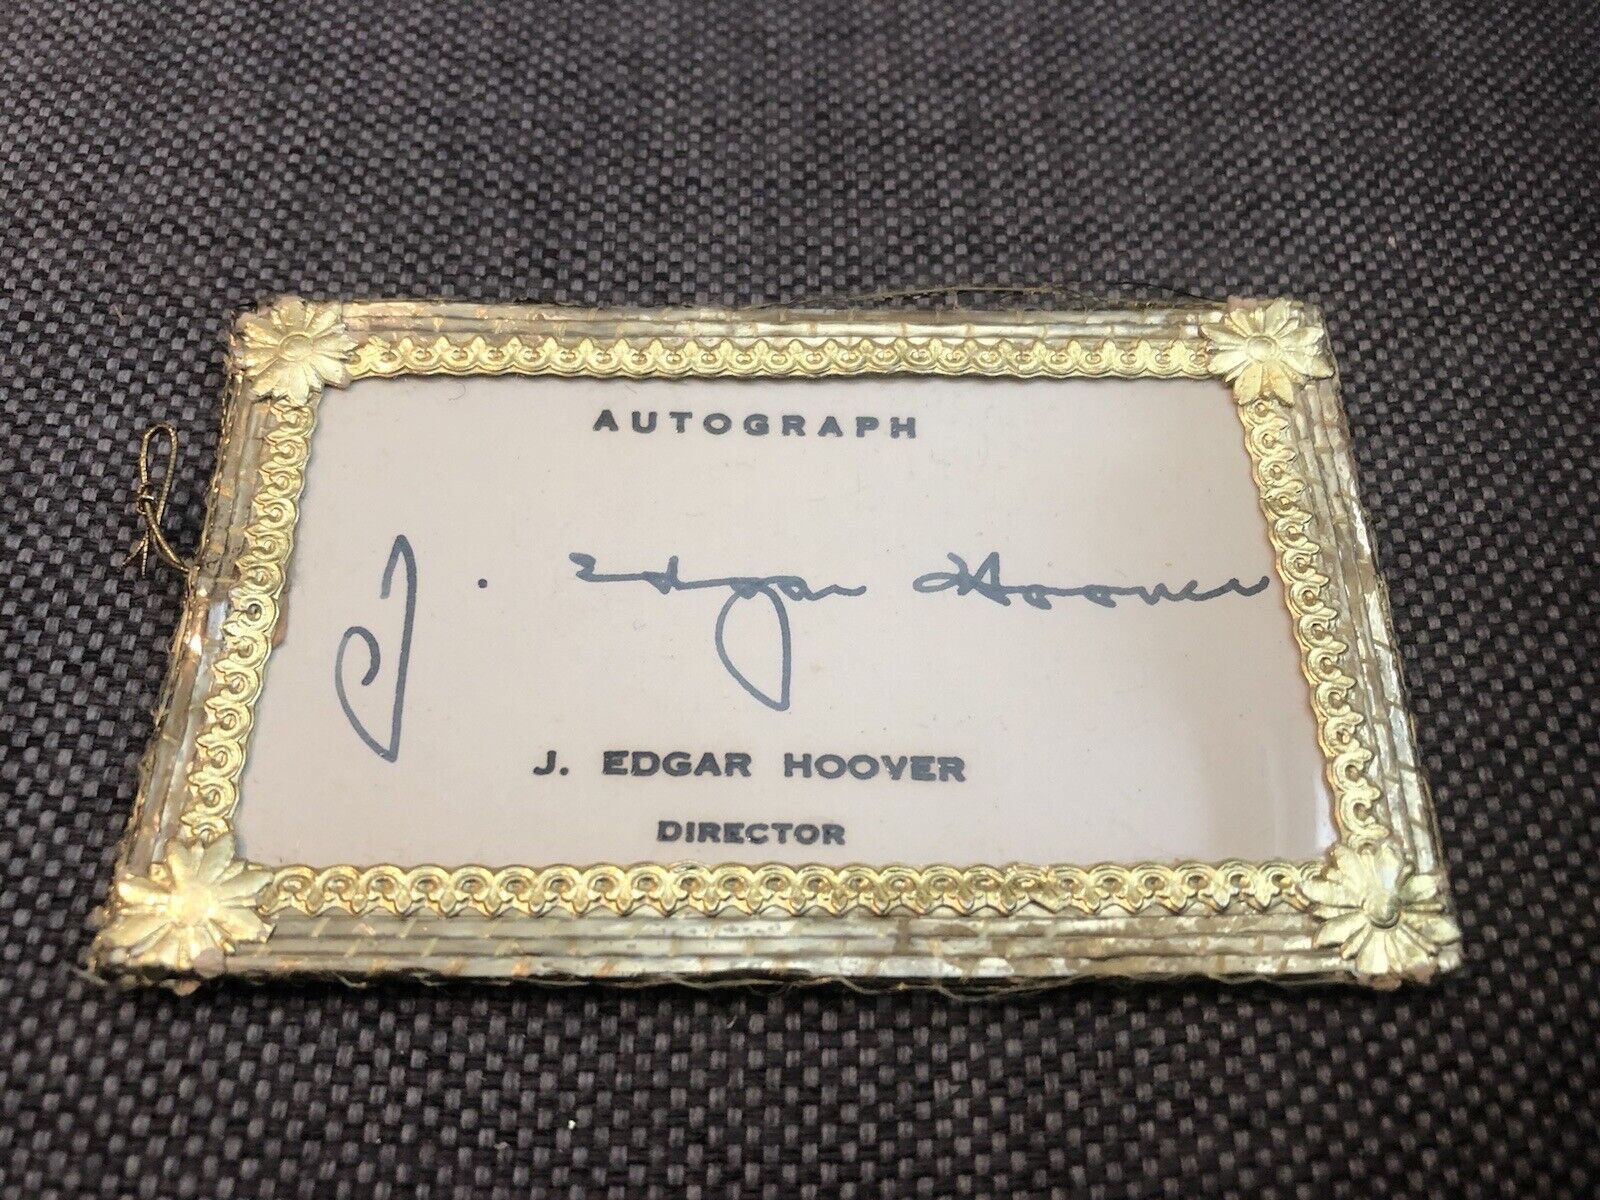 AUTOGRAPH
J. Edgar Hoover
J. EDGAR HOOVER
DIRECTOR